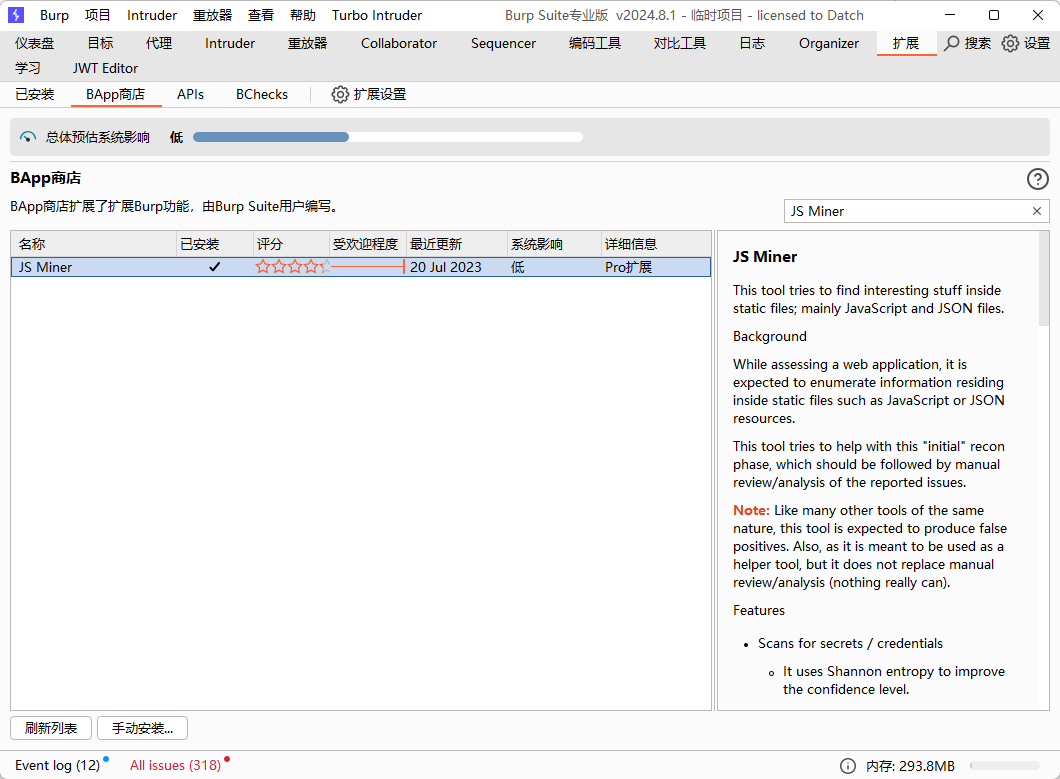 Burp 项目 Intruder 重放器 查看 帮助 Turbo Intruder Burp Suite专业版 v2024.8.1 - 临时项目 - licensed to Datch
仪表盘 目标 代理 Intruder 重放器 Collaborator Sequencer 编码工具 对比工具 日志 Organizer 扩展 搜索 设置
学习 JWT Editor
已安装 BApp商店 APIs BChecks 扩展设置
总体预估系统影响 低
BApp商店
BApp商店扩展了扩展Burp功能，由Burp Suite用户编写。
JS Miner
名称 已安装 评分 受欢迎程度 最近更新 系统影响 详细信息
JS Miner 20 Jul 2023 低 Pro扩展
JS Miner
This tool tries to find interesting stuff inside
static files; mainly JavaScript and JSON files.
Background
While assessing a web application, it is
expected to enumerate information residing
inside static files such as JavaScript or JSON
resources.
This tool tries to help with this "initial" recon
phase, which should be followed by manual
review/analysis of the reported issues.
Note: Like many other tools of the same
nature, this tool is expected to produce false
positives. Also, as it is meant to be used as a
helper tool, but it does not replace manual
review/analysis (nothing really can).
Features
• Scans for secrets / credentials
◦ It uses Shannon entropy to improve
the confidence level.
刷新列表 手动安装...
Event log (12) All issues (318) 内存: 293.8MB